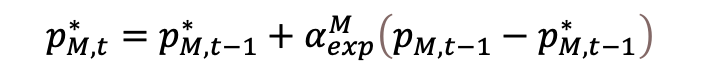 p*_{M,t} = p*_{M,t−1} + α^M_{exp}(p_{M,t−1} − p*_{M,t−1})